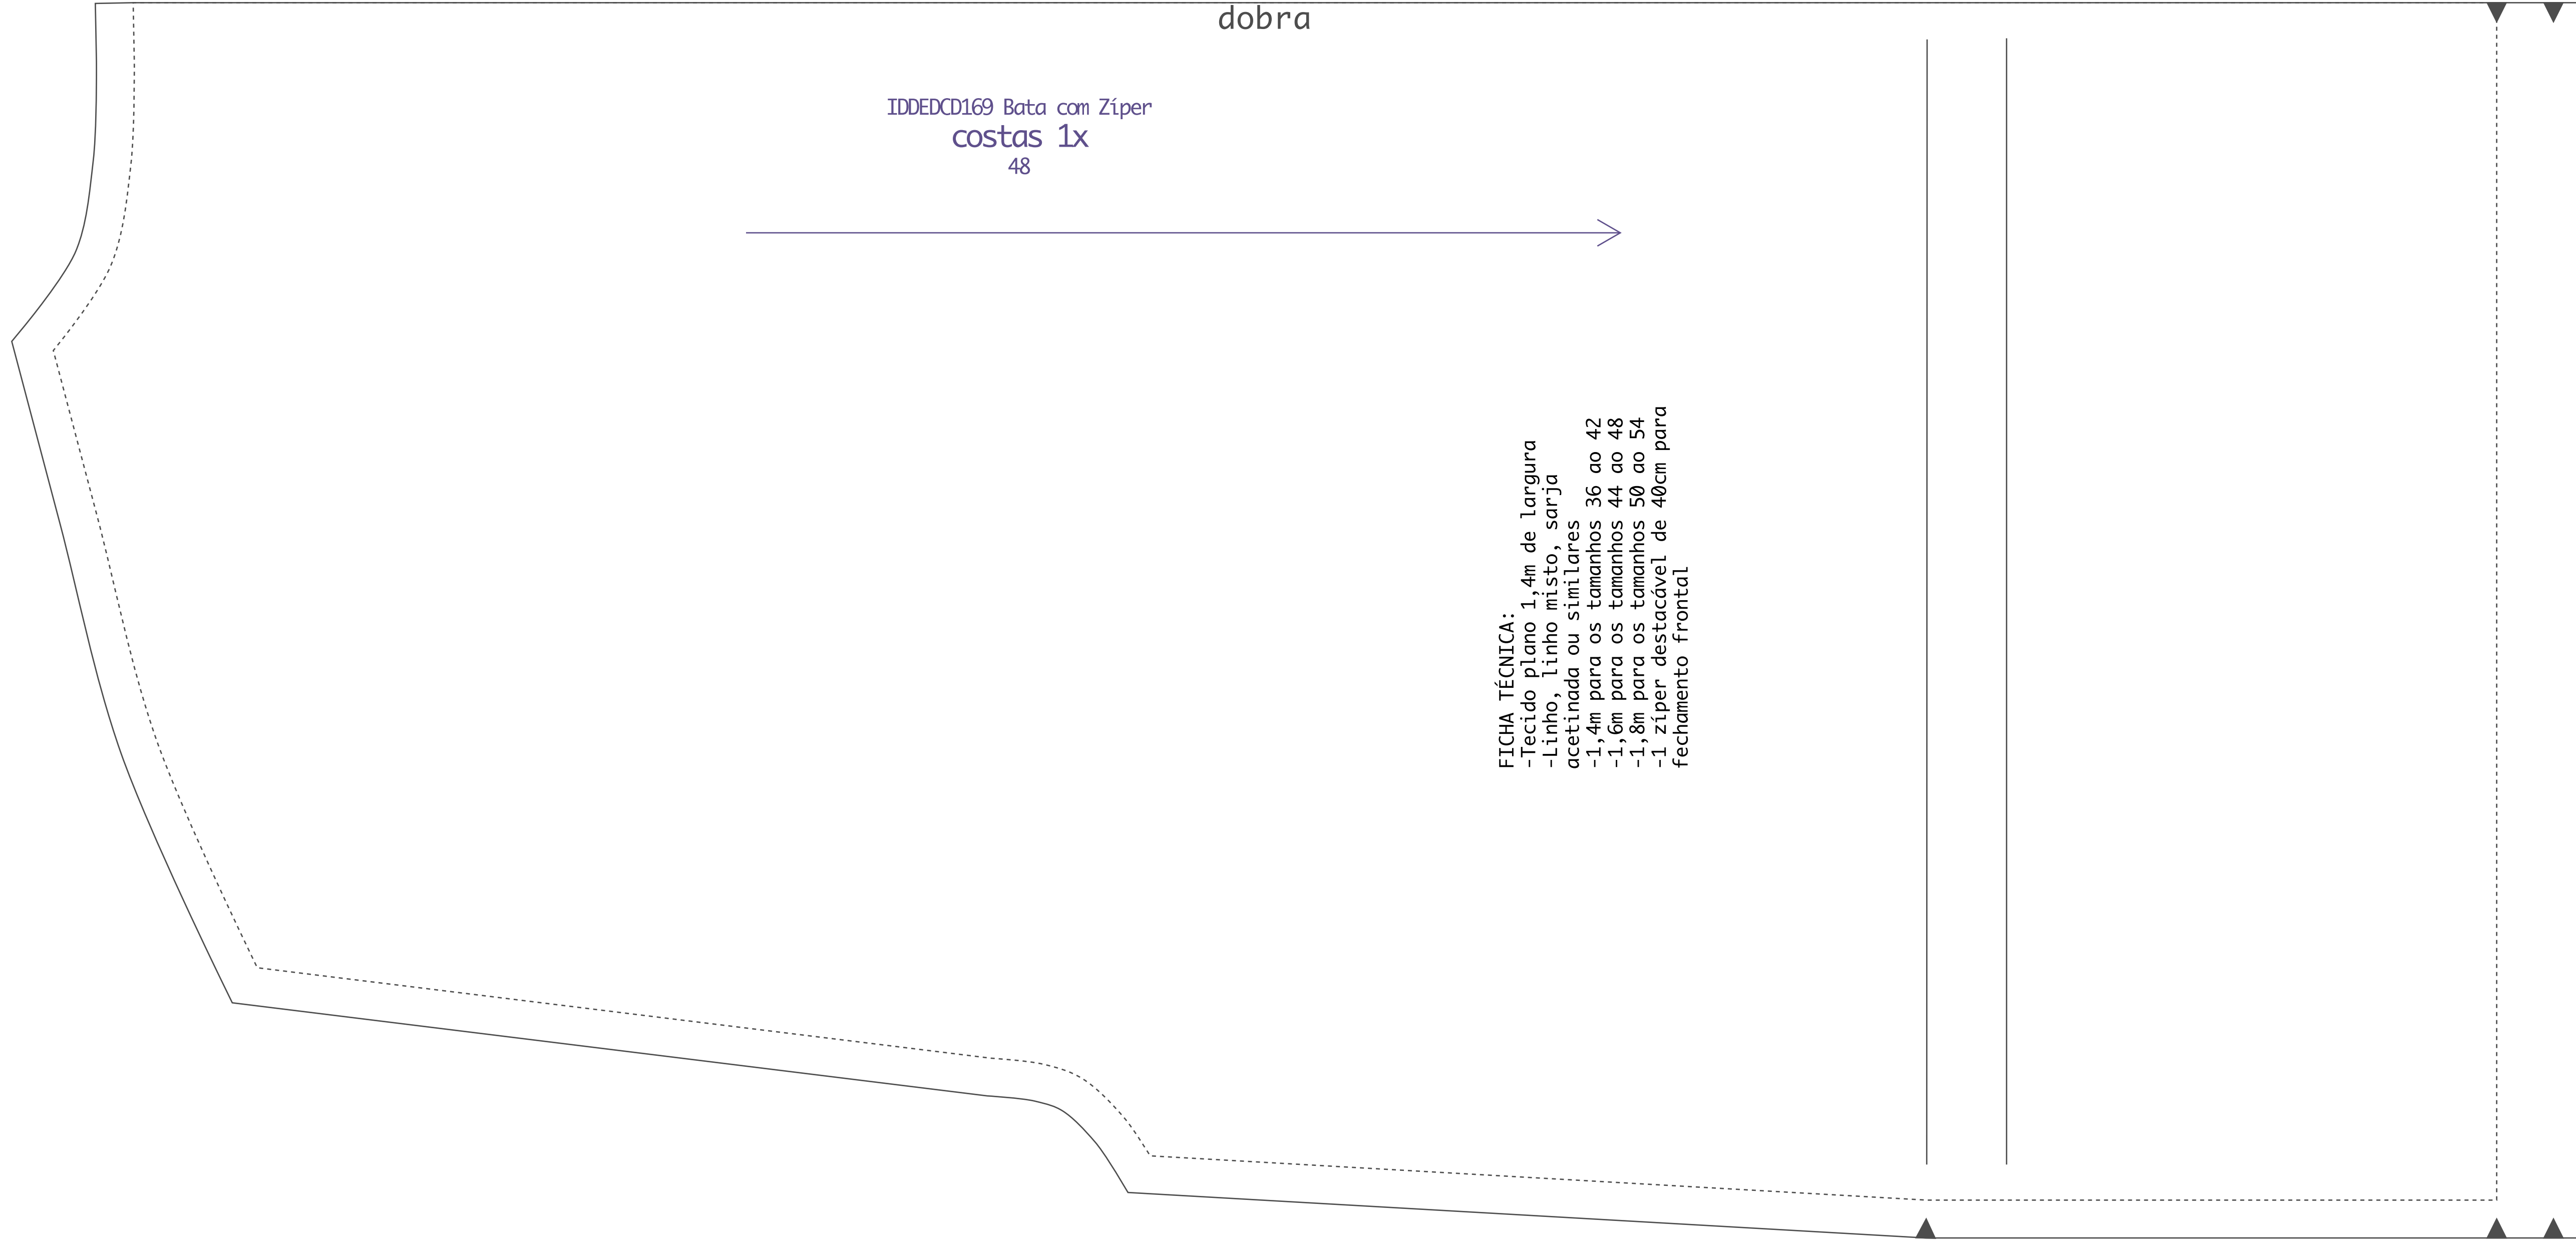 dobra
IDDEDCD169 Bata com Zíper
costas 1x
48
FICHA TÉCNICA:
-Tecido plano 1,4m de largura
-Linho, linho misto, sarja
acetinada ou similares
-1,4m para os tamanhos 36 ao 42
-1,6m para os tamanhos 44 ao 48
-1,8m para os tamanhos 50 ao 54
-1 zíper destacável de 40cm para
fechamento frontal